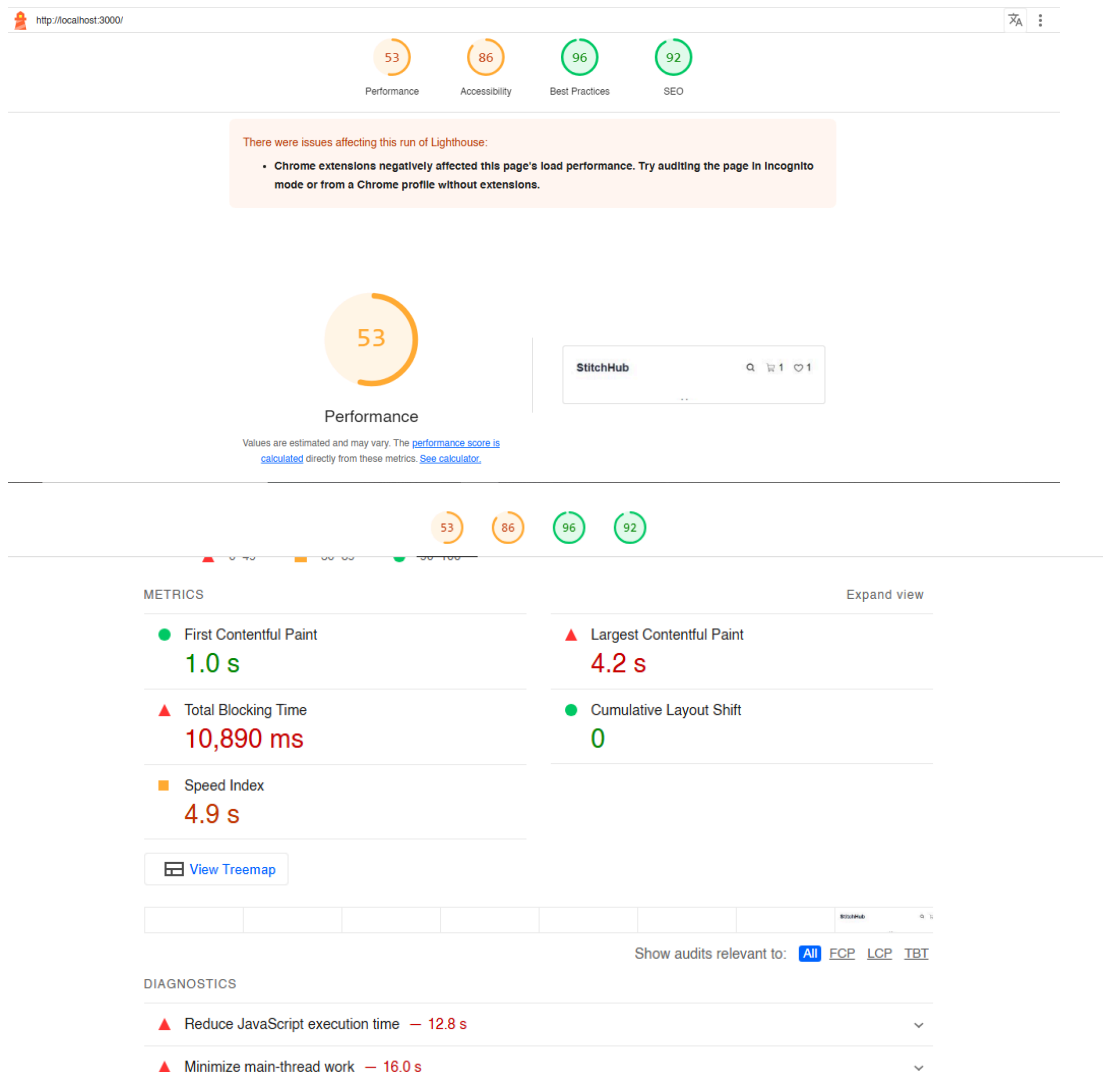 http://localhost:3000/
53 86 96 92
Performance Accessibility Best Practices SEO
There were issues affecting this run of Lighthouse:
• Chrome extensions negatively affected this page's load performance. Try auditing the page in Incognito
mode or from a Chrome profile without extensions.
53
StitchHub 1 1
Performance
Values are estimated and may vary. The performance score is
calculated directly from these metrics. See calculator.
53 86 96 92
METRICS Expand view
First Contentful Paint
1.0 s
Largest Contentful Paint
4.2 s
Total Blocking Time
10,890 ms
Cumulative Layout Shift
0
Speed Index
4.9 s
View Treemap
StitchHub
Show audits relevant to: All FCP LCP TBT
DIAGNOSTICS
Reduce JavaScript execution time — 12.8 s
Minimize main-thread work — 16.0 s